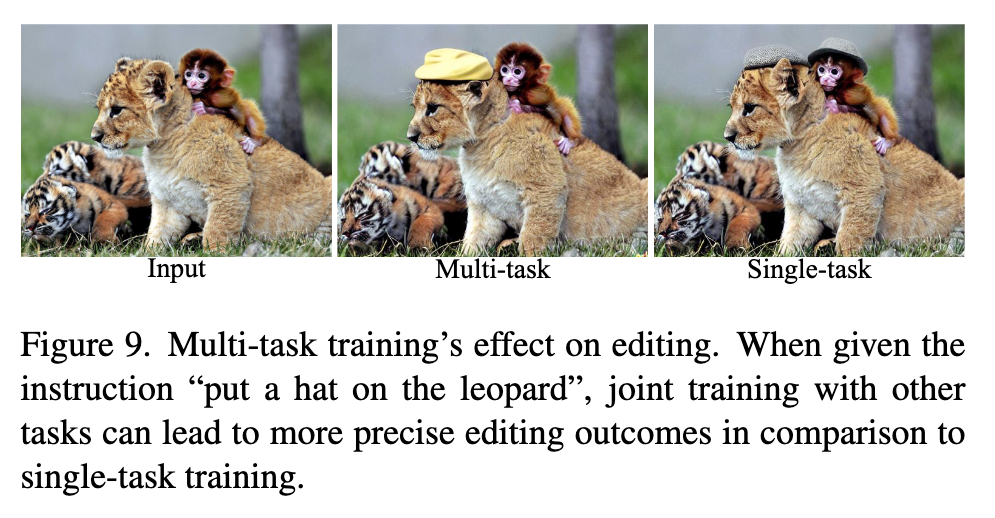 Input Multi-task Single-task
Figure 9. Multi-task training’s effect on editing. When given the
instruction “put a hat on the leopard”, joint training with other
tasks can lead to more precise editing outcomes in comparison to
single-task training.